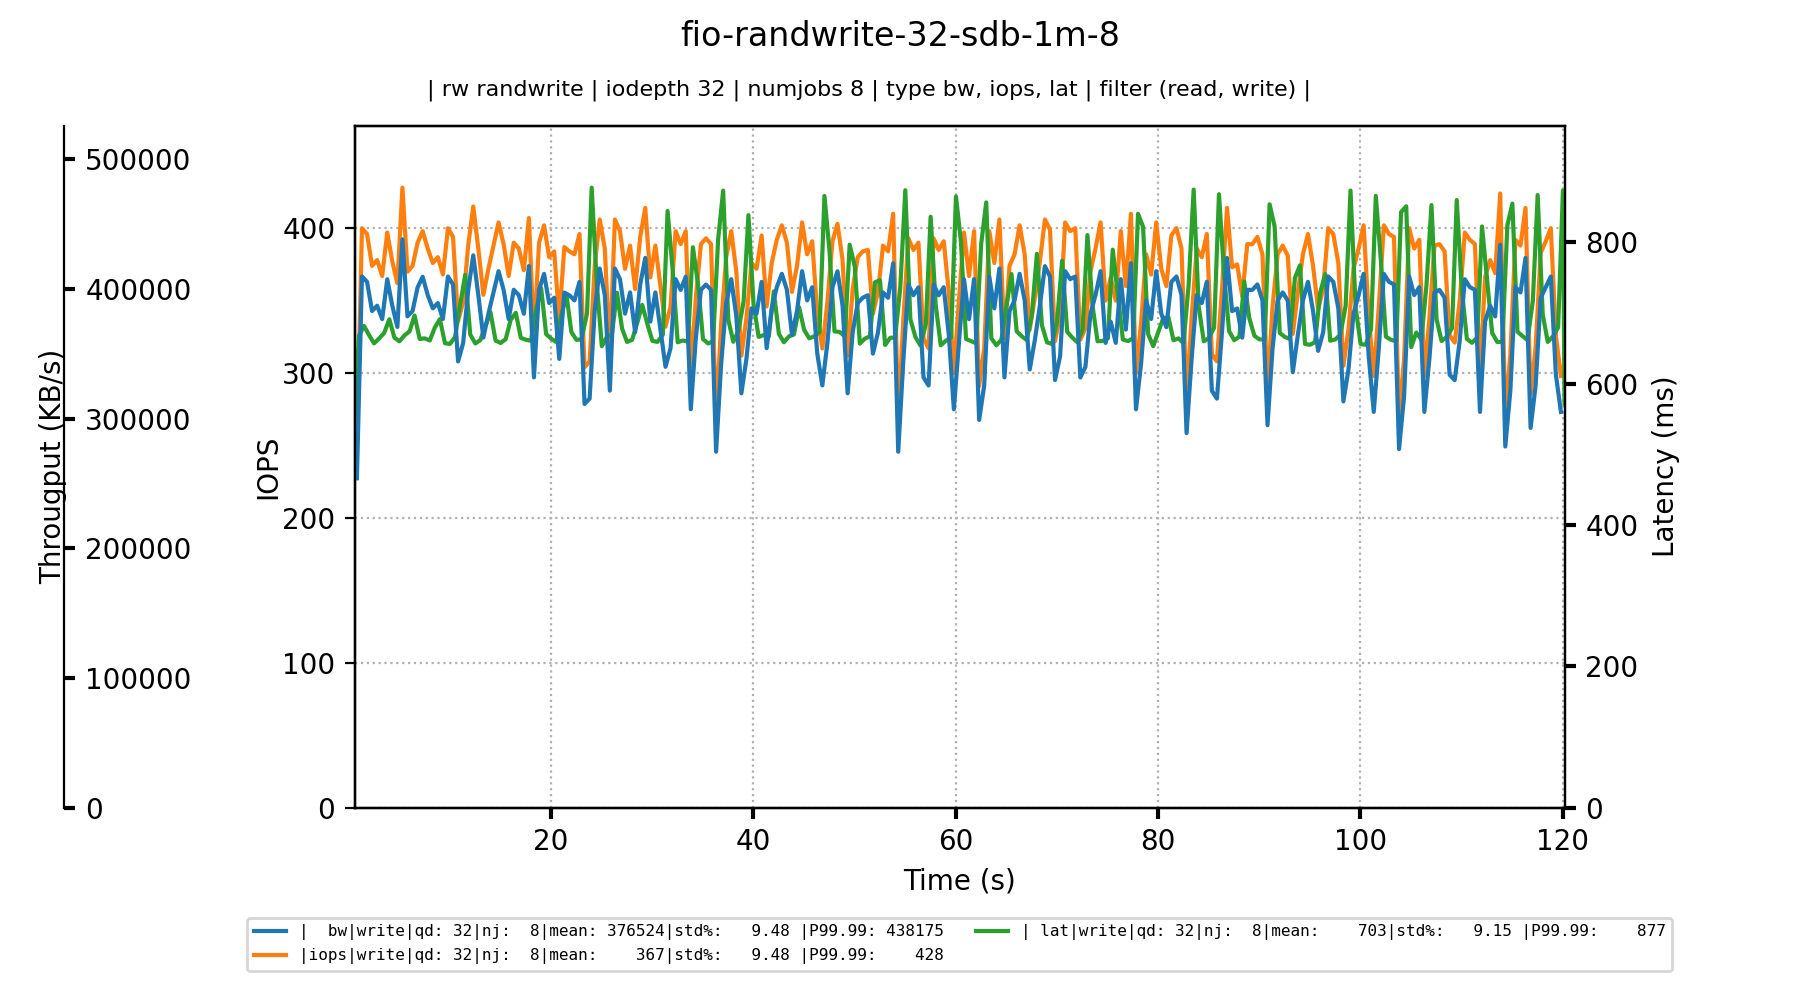 fio-randwrite-32-sdb-1m-8
| rw randwrite | iodepth 32 | numjobs 8 | type bw, iops, lat | filter (read, write) |
Througput (KB/s)
500000
400000
300000
200000
100000
0
IOPS
400
300
200
100
0
Latency (ms)
800
600
400
200
0
20 40 60 80 100 120
Time (s)
|  bw|write|qd: 32|nj:  8|mean: 376524|std%:   9.48 |P99.99: 438175
|iops|write|qd: 32|nj:  8|mean:    367|std%:   9.48 |P99.99:    428
| lat|write|qd: 32|nj:  8|mean:    703|std%:   9.15 |P99.99:    877